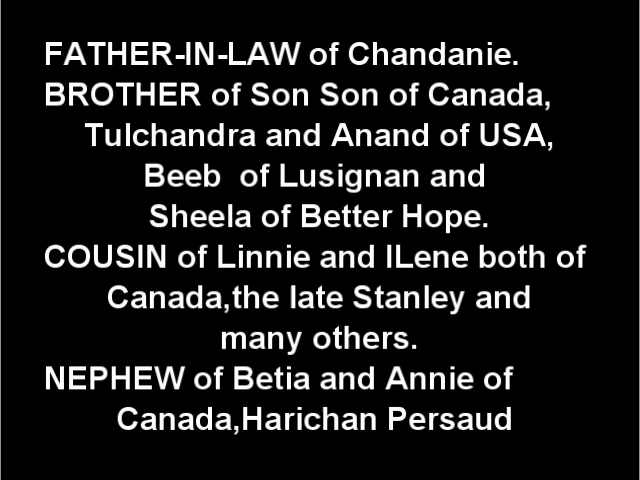 FATHER-IN-LAW of Chandanie.
BROTHER of Son Son of Canada,
Tulchandra and Anand of USA,
Beeb  of Lusignan and
Sheela of Better Hope.
COUSIN of Linnie and ILene both of
Canada,the late Stanley and
many others.
NEPHEW of Betia and Annie of
Canada,Harichan Persaud